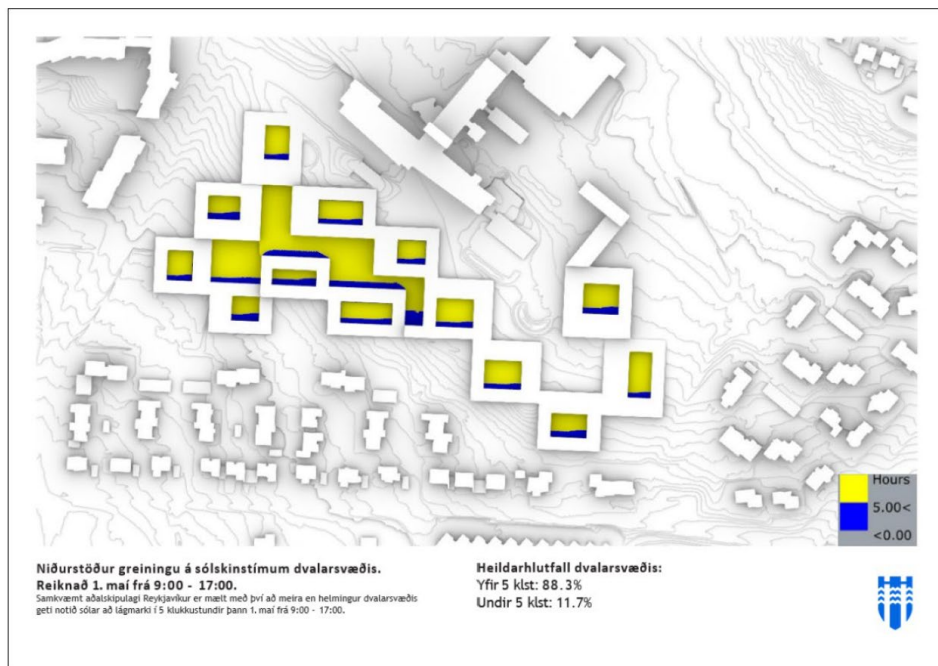 Hours
5.00<
<0.00
Niðurstöður greiningu á sólskinstímum dvalarsvæðis.
Reiknað 1. maí frá 9:00 - 17:00.
Samkvæmt aðalskipulagi Reykjavíkur er mælt með því að meira en helmingur dvalarsvæðis
geti notið sólar að lágmarki í 5 klukkustundir þann 1. maí frá 9:00 - 17:00.
Heildarhlutfall dvalarsvæðis:
Yfir 5 klst: 88.3%
Undir 5 klst: 11.7%